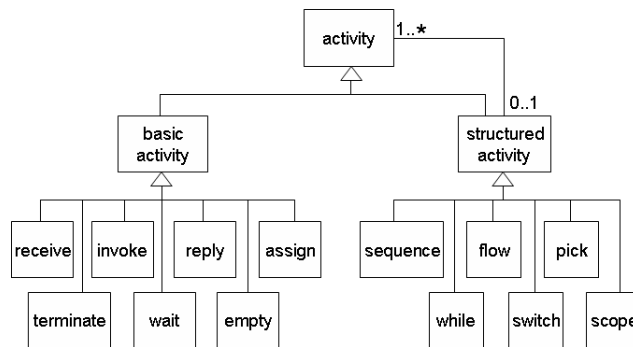 activity
1..*
0..1
basic
activity
structured
activity
receive
invoke
reply
assign
sequence
flow
pick
terminate
wait
empty
while
switch
scope